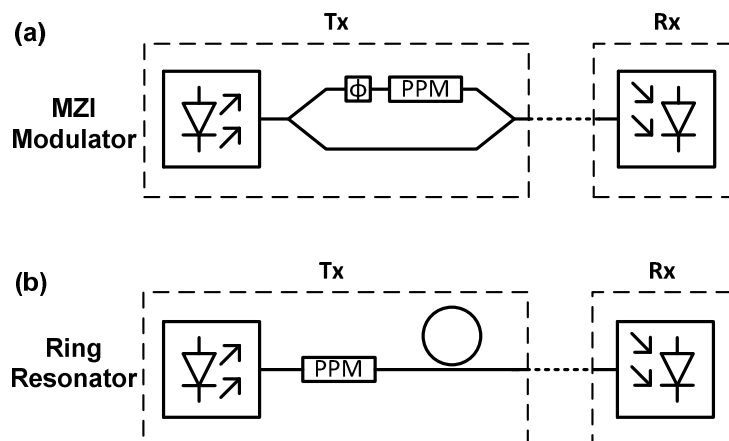 (a)
Tx
Rx
MZI
Modulator
ϕ
PPM
(b)
Tx
Rx
Ring
Resonator
PPM